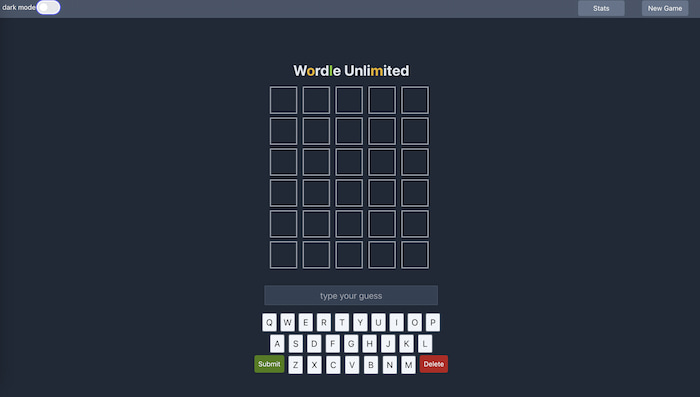 dark mode
Stats
New Game
Wordle Unlimited
type your guess
Q W E R T Y U I O P
A S D F G H J K L
Submit Z X C V B N M Delete